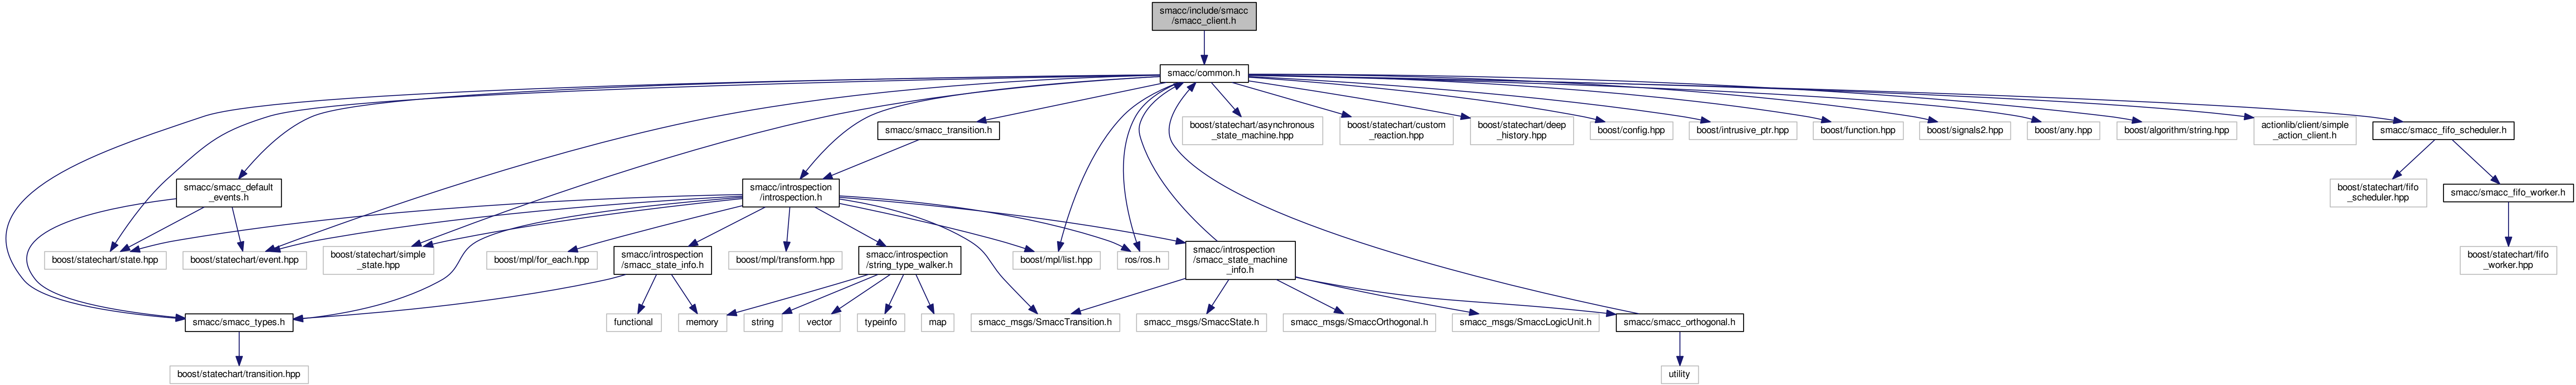 smacc/include/smacc
/smacc_client.h
smacc/common.h
smacc/smacc_transition.h
boost/statechart/asynchronous
_state_machine.hpp
boost/statechart/custom
_reaction.hpp
boost/statechart/deep
_history.hpp
boost/config.hpp
boost/intrusive_ptr.hpp
boost/function.hpp
boost/signals2.hpp
boost/any.hpp
boost/algorithm/string.hpp
actionlib/client/simple
_action_client.h
smacc/smacc_fifo_scheduler.h
smacc/smacc_default
_events.h
smacc/introspection
/introspection.h
boost/statechart/fifo
_scheduler.hpp
smacc/smacc_fifo_worker.h
boost/statechart/state.hpp
boost/statechart/event.hpp
boost/statechart/simple
_state.hpp
boost/mpl/for_each.hpp
smacc/introspection
/smacc_state_info.h
boost/mpl/transform.hpp
smacc/introspection
/string_type_walker.h
boost/mpl/list.hpp
ros/ros.h
smacc/introspection
/smacc_state_machine
_info.h
boost/statechart/fifo
_worker.hpp
smacc/smacc_types.h
functional
memory
string
vector
typeinfo
map
smacc_msgs/SmaccTransition.h
smacc_msgs/SmaccState.h
smacc_msgs/SmaccOrthogonal.h
smacc_msgs/SmaccLogicUnit.h
smacc/smacc_orthogonal.h
boost/statechart/transition.hpp
utility